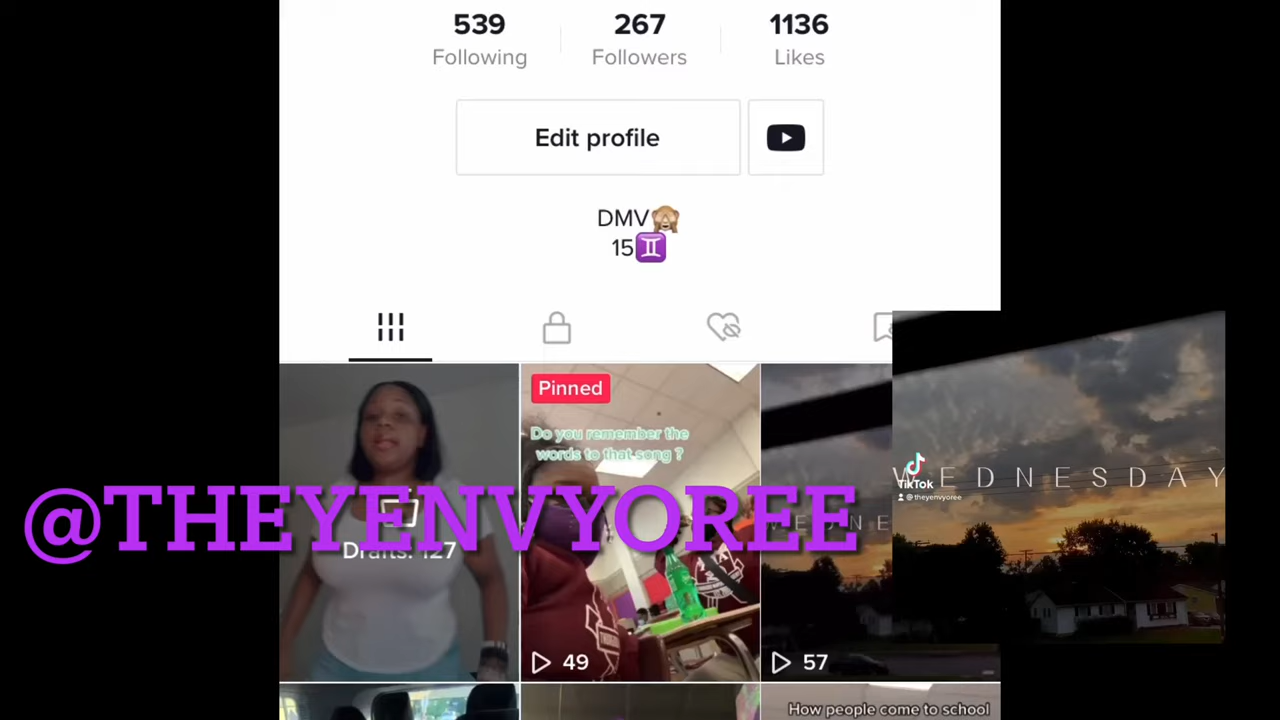 539
267
1136
Following
Followers
Likes
Edit profile
DMV
15
Pinned
Do you remember the
words to that song ?
WEDNESDAY
TikTok
@theyenvyoree
@THEYENVYOREE
Drafts: 127
WEDNE
49
57
How people come to school